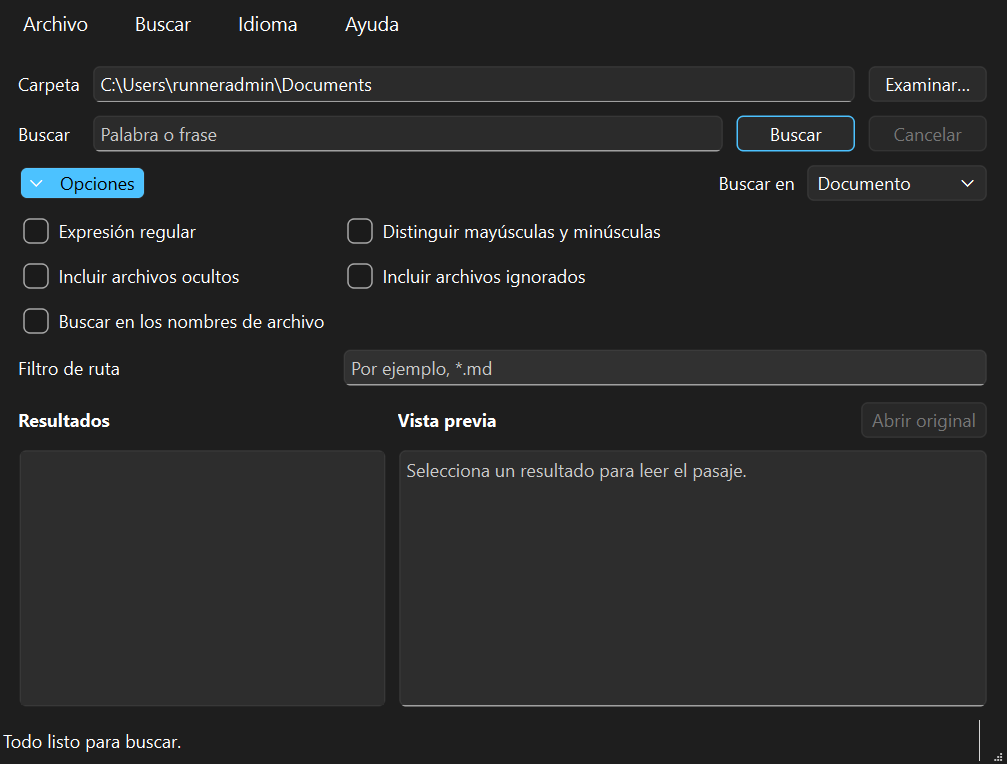 Archivo Buscar Idioma Ayuda
Carpeta C:\Users\runneradmin\Documents Examinar...
Buscar Palabra o frase Buscar Cancelar
Opciones Buscar en Documento
Expresión regular Distinguir mayúsculas y minúsculas
Incluir archivos ocultos Incluir archivos ignorados
Buscar en los nombres de archivo
Filtro de ruta Por ejemplo, *.md
Resultados Vista previa Abrir original
Selecciona un resultado para leer el pasaje.
Todo listo para buscar.